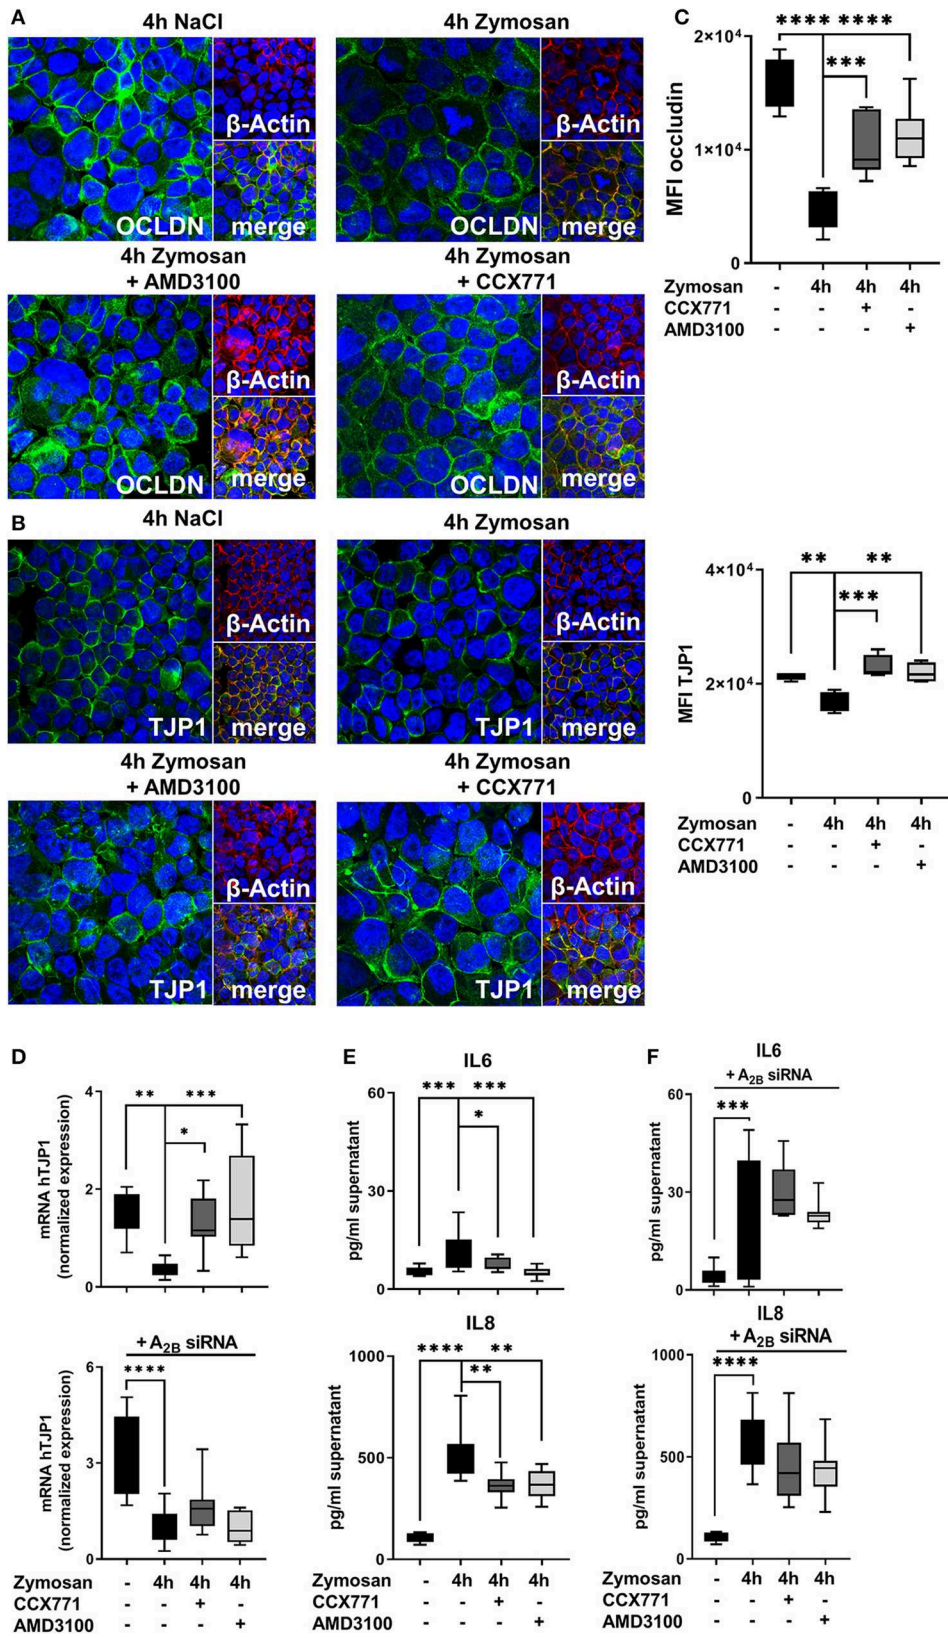 A
4h NaCl
4h Zymosan
β-Actin
β-Actin
OCLDN
merge
OCLDN
merge
4h Zymosan
+ AMD3100
4h Zymosan
+ CCX771
β-Actin
β-Actin
OCLDN
merge
OCLDN
merge
B
4h NaCl
4h Zymosan
β-Actin
β-Actin
TJP1
merge
TJP1
merge
4h Zymosan
+ AMD3100
4h Zymosan
+ CCX771
β-Actin
β-Actin
TJP1
merge
TJP1
merge
C
**** ****
***
MFI occludin
2×10⁴
1×10⁴
0
Zymosan - 4h 4h 4h
CCX771 - - + -
AMD3100 - - - +
** **
***
MFI TJP1
4×10⁴
2×10⁴
0
Zymosan - 4h 4h 4h
CCX771 - - + -
AMD3100 - - - +
D
** ***
*
mRNA hTJP1
(normalized expression)
4
2
0
+ A₂B siRNA
****
mRNA hTJP1
(normalized expression)
6
3
0
Zymosan - 4h 4h 4h
CCX771 - - + -
AMD3100 - - - +
E
IL6
*** ***
*
pg/ml supernatant
60
30
0
IL8
**** **
**
pg/ml supernatant
1000
500
0
Zymosan - 4h 4h 4h
CCX771 - - + -
AMD3100 - - - +
F
IL6
+ A₂B siRNA
***
pg/ml supernatant
60
30
0
IL8
+ A₂B siRNA
****
pg/ml supernatant
1000
500
0
Zymosan - 4h 4h 4h
CCX771 - - + -
AMD3100 - - - +